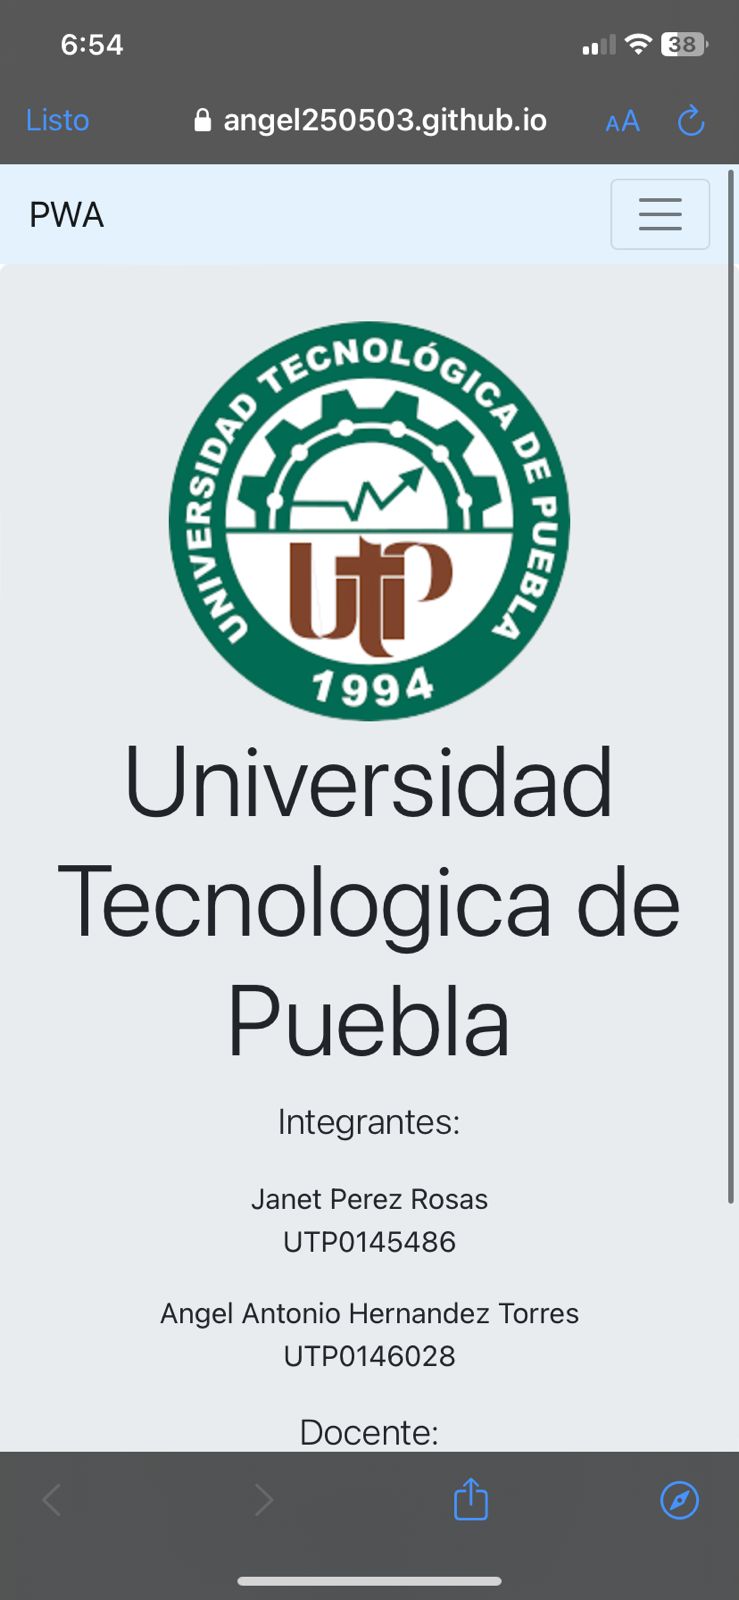 6:54
38
Listo
angel250503.github.io
AA
PWA
UNIVERSIDAD TECNOLÓGICA DE PUEBLA
UTP
1994
Universidad
Tecnologica de
Puebla
Integrantes:
Janet Perez Rosas
UTP0145486
Angel Antonio Hernandez Torres
UTP0146028
Docente: